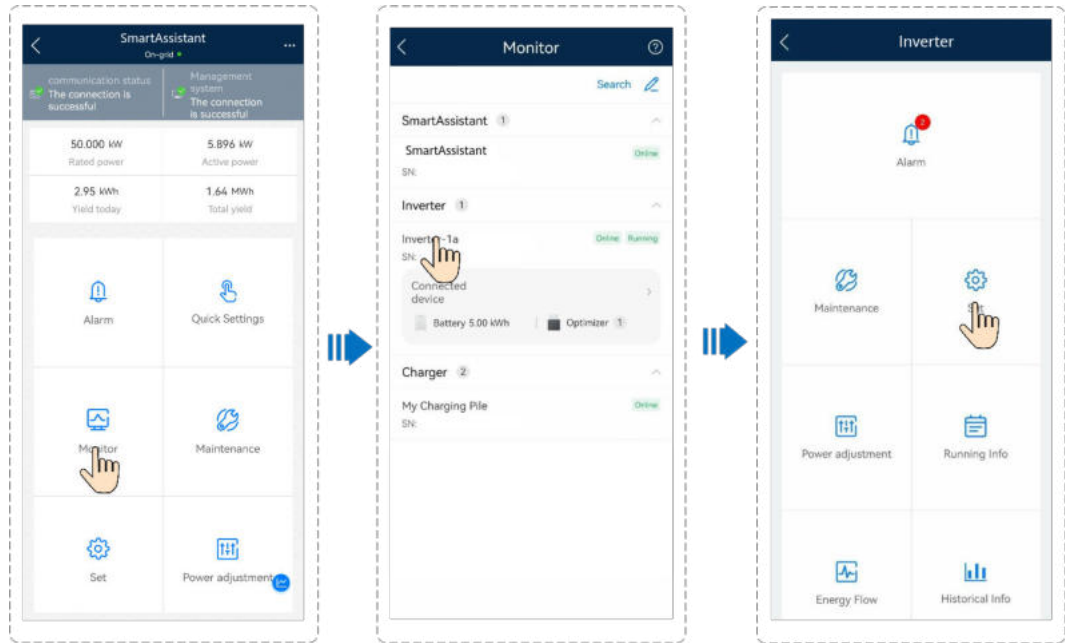 SmartAssistant
On-grid
...
communication status
The connection is
successful
Management
system
The connection
is successful
50.000 kW
Rated power
5.896 kW
Active power
2.95 kWh
Yield today
1.64 MWh
Total yield
Alarm
Quick Settings
Monitor
Maintenance
Set
Power adjustment
Monitor
?
Search
SmartAssistant 1
SmartAssistant
Online
SN:
Inverter 1
Inverter-1a
Online Running
SN:
Connected
device
Battery 5.00 kWh
Optimizer 1
Charger 2
My Charging Pile
Online
SN:
Inverter
2
Alarm
Maintenance
Set
Power adjustment
Running Info
Energy Flow
Historical Info